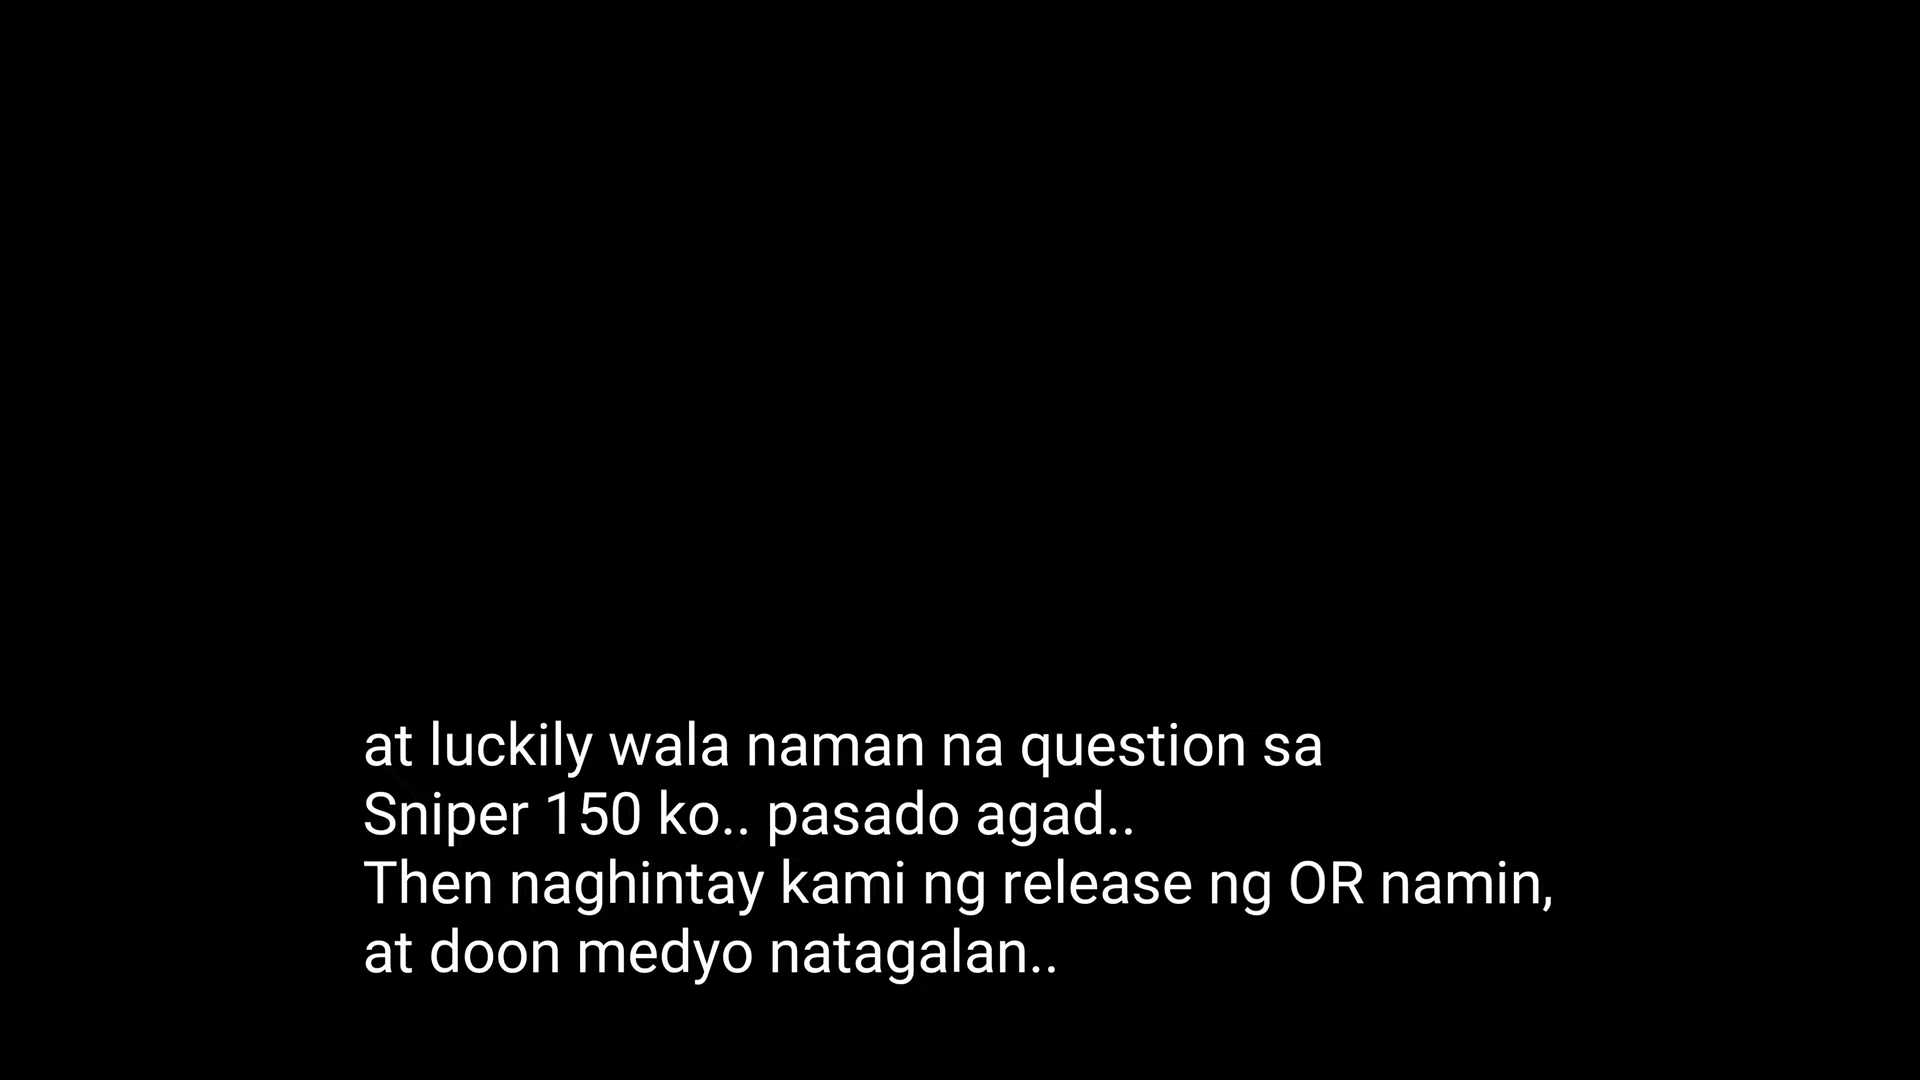 at luckily wala naman na question sa
Sniper 150 ko.. pasado agad..
Then naghintay kami ng release ng OR namin,
at doon medyo natagalan..